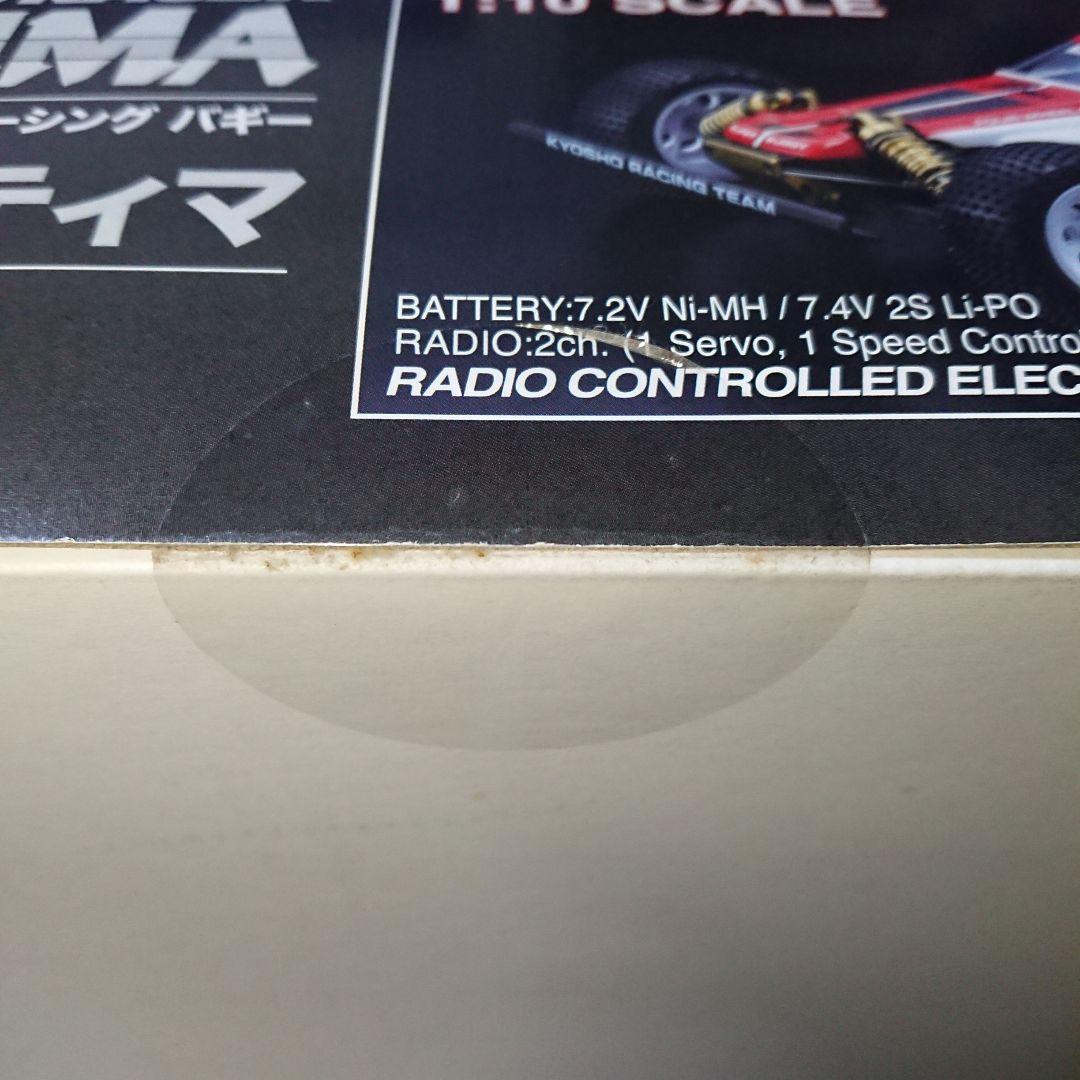 1:10 SCALE
IMA
ーシング バギー
ティマ
KYOSHO RACING TEAM
BATTERY:7.2V Ni-MH / 7.4V 2S Li-PO
RADIO:2ch. (1 Servo, 1 Speed Contro
RADIO CONTROLLED ELEC